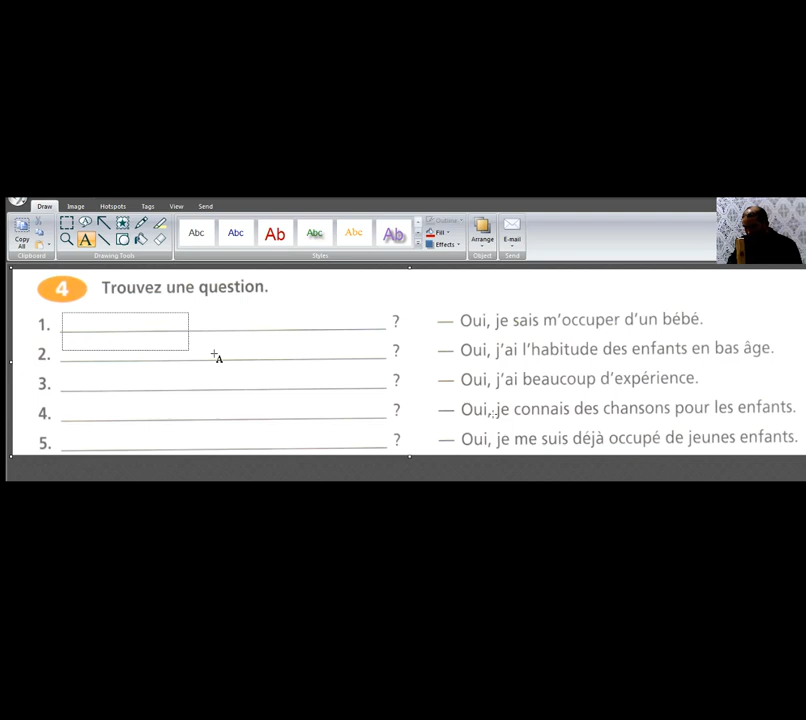 Draw Image Hotspots Tags View Send
Copy All
Abc Abc Ab Abc Abc Ab
Outline
Fill
Effects
Arrange
E-mail
Clipboard Drawing Tools Styles Object Send
4 Trouvez une question.
1. ? — Oui, je sais m'occuper d'un bébé.
2. ? — Oui, j'ai l'habitude des enfants en bas âge.
3. ? — Oui, j'ai beaucoup d'expérience.
4. ? — Oui, je connais des chansons pour les enfants.
5. ? — Oui, je me suis déjà occupé de jeunes enfants.